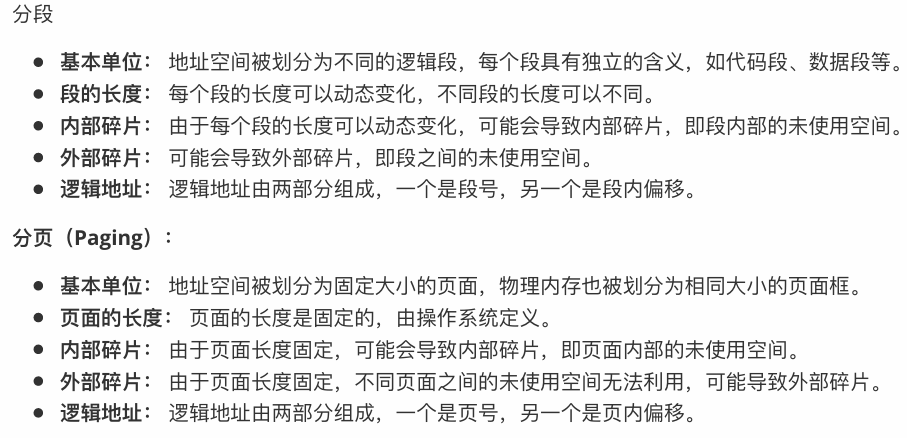 分段
• 基本单位： 地址空间被划分为不同的逻辑段，每个段具有独立的含义，如代码段、数据段等。
• 段的长度： 每个段的长度可以动态变化，不同段的长度可以不同。
• 内部碎片： 由于每个段的长度可以动态变化，可能会导致内部碎片，即段内部的未使用空间。
• 外部碎片： 可能会导致外部碎片，即段之间的未使用空间。
• 逻辑地址： 逻辑地址由两部分组成，一个是段号，另一个是段内偏移。
分页（Paging）：
• 基本单位： 地址空间被划分为固定大小的页面，物理内存也被划分为相同大小的页面框。
• 页面的长度： 页面的长度是固定的，由操作系统定义。
• 内部碎片： 由于页面长度固定，可能会导致内部碎片，即页面内部的未使用空间。
• 外部碎片： 由于页面长度固定，不同页面之间的未使用空间无法利用，可能导致外部碎片。
• 逻辑地址： 逻辑地址由两部分组成，一个是页号，另一个是页内偏移。